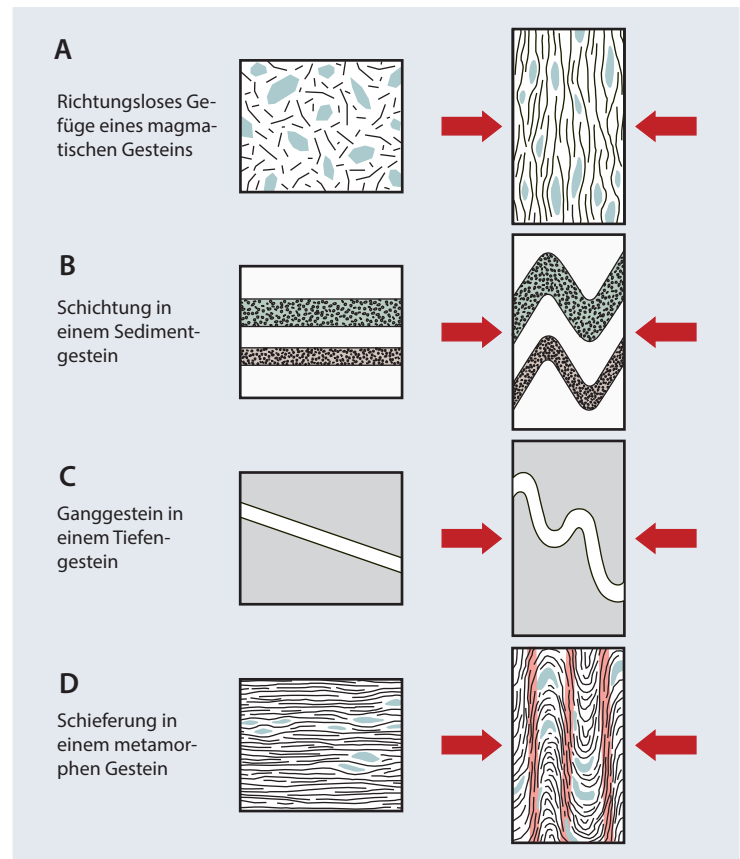 A
Richtungsloses Ge-
füge eines magma-
tischen Gesteins
B
Schichtung in
einem Sediment-
gestein
C
Ganggestein in
einem Tiefen-
gestein
D
Schieferung in
einem metamor-
phen Gestein